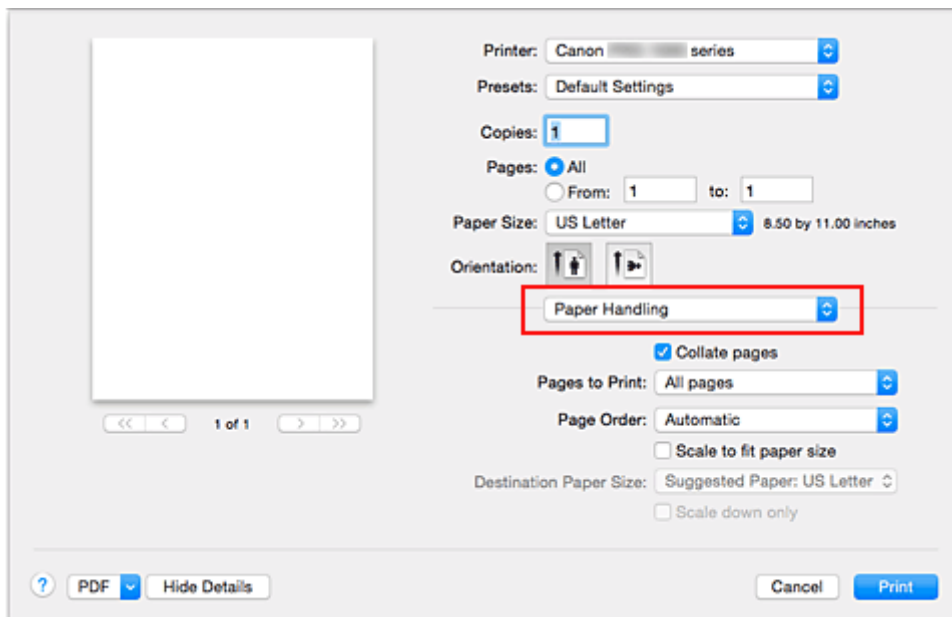 Printer: Canon series
Presets: Default Settings
Copies: 1
Pages: All
From: 1 to: 1
Paper Size: US Letter 8.50 by 11.00 inches
Orientation:
Paper Handling
Collate pages
Pages to Print: All pages
Page Order: Automatic
Scale to fit paper size
Destination Paper Size: Suggested Paper: US Letter
Scale down only
<< < 1 of 1 > >>
? PDF Hide Details Cancel Print